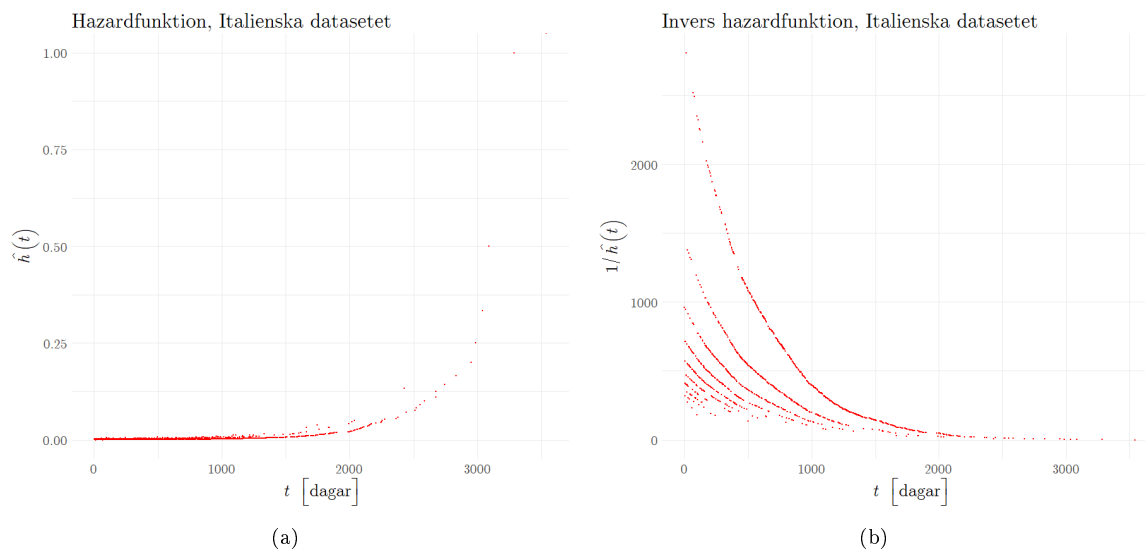 Hazardfunktion, Italienska datasetet
1.00
0.75
0.50
0.25
0.00
ĥ(t)
0
1000
2000
3000
t [dagar]
(a)
Invers hazardfunktion, Italienska datasetet
2000
1000
0
1/ĥ(t)
0
1000
2000
3000
t [dagar]
(b)